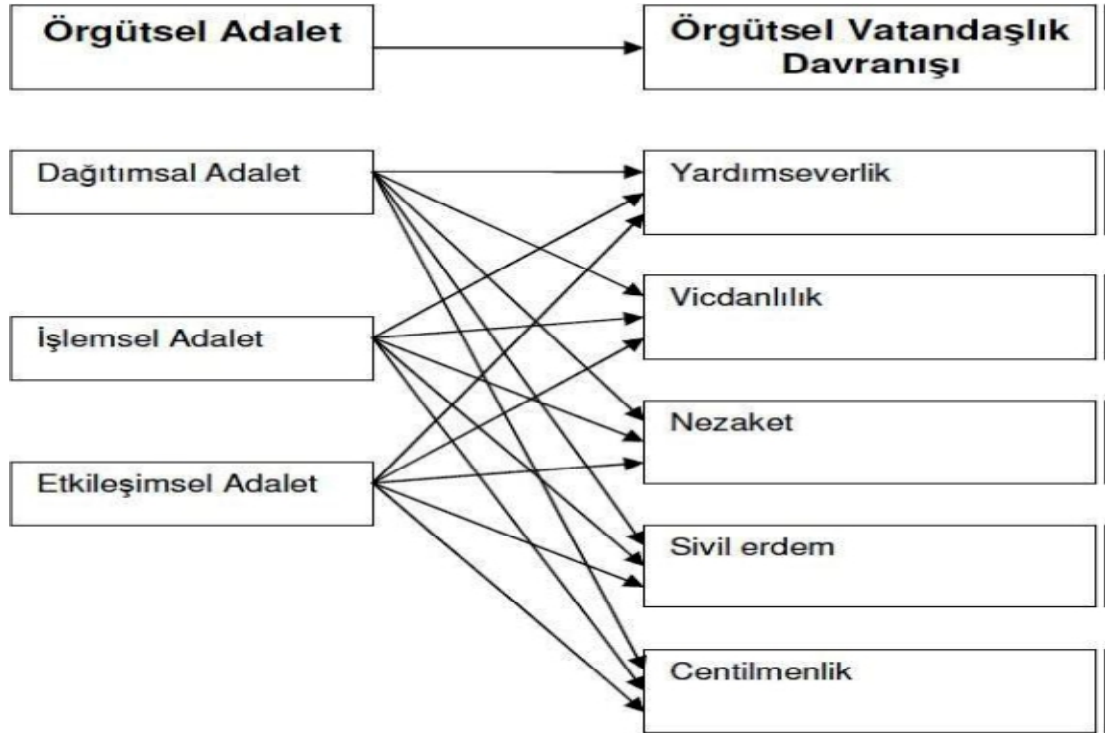 Örgütsel Adalet
Örgütsel Vatandaşlık
Davranışı
Dağıtımsal Adalet
Yardımseverlik
İşlemsel Adalet
Vicdanlılık
Nezaket
Etkileşimsel Adalet
Sivil erdem
Centilmenlik